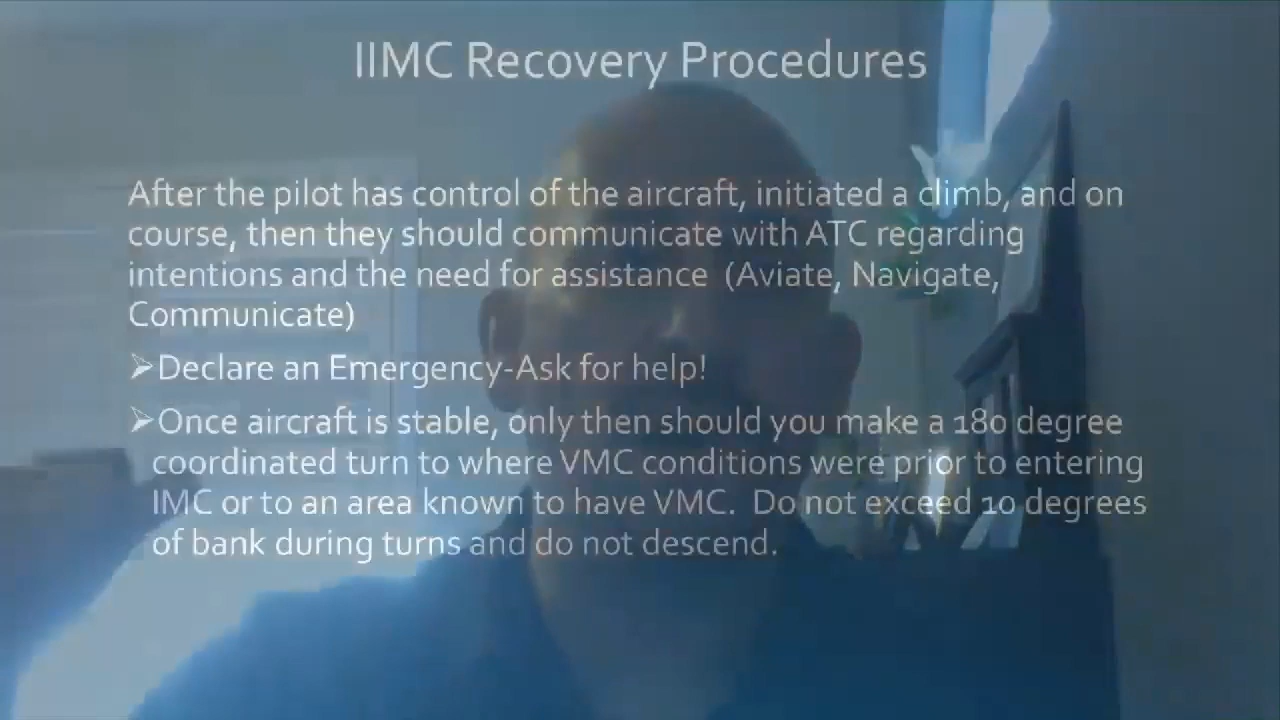 IIMC Recovery Procedures
After the pilot has control of the aircraft, initiated a climb, and on
course, then they should communicate with ATC regarding
intentions and the need for assistance  (Aviate, Navigate,
Communicate)
➢Declare an Emergency-Ask for help!
➢Once aircraft is stable, only then should you make a 180 degree
coordinated turn to where VMC conditions were prior to entering
IMC or to an area known to have VMC.  Do not exceed 10 degrees
of bank during turns and do not descend.